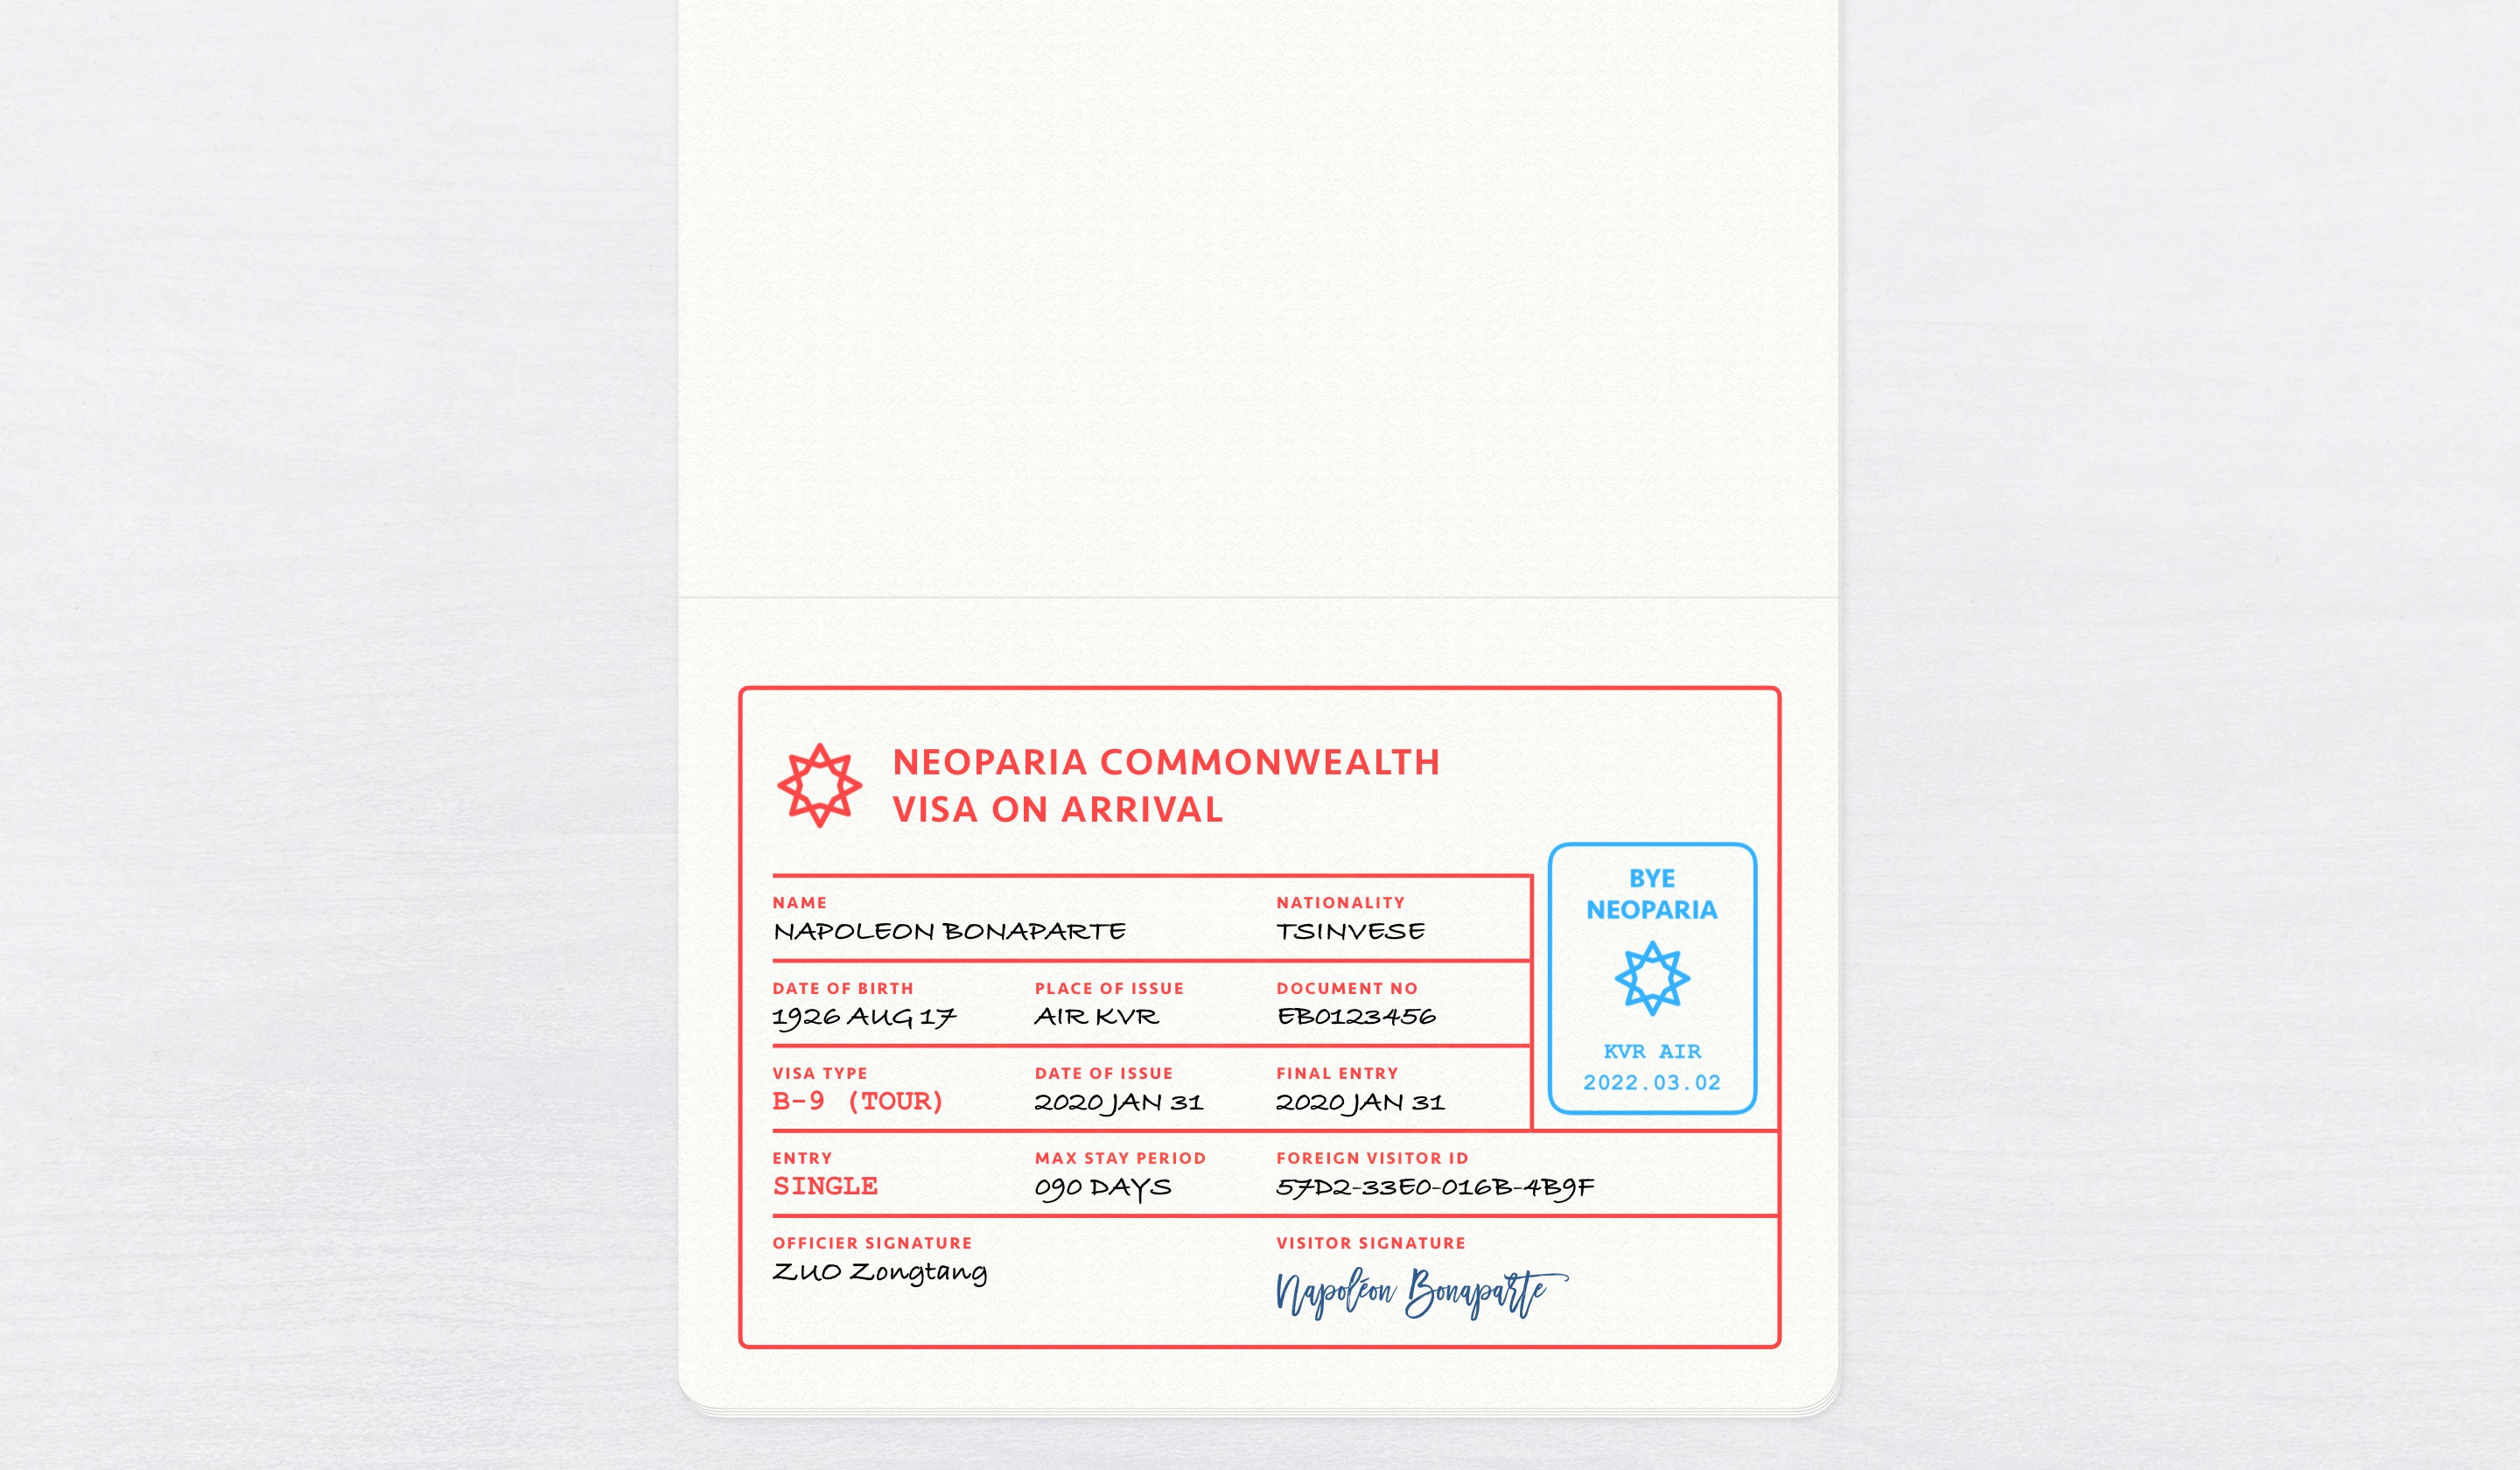 NEOPARIA COMMONWEALTH
VISA ON ARRIVAL
BYE
NEOPARIA
KVR AIR
2022.03.02
NAME
NAPOLEON BONAPARTE
NATIONALITY
TSINVESE
DATE OF BIRTH
1926 AUG 17
PLACE OF ISSUE
AIR KVR
DOCUMENT NO
EB0123456
VISA TYPE
B-9 (TOUR)
DATE OF ISSUE
2020 JAN 31
FINAL ENTRY
2020 JAN 31
ENTRY
SINGLE
MAX STAY PERIOD
090 DAYS
FOREIGN VISITOR ID
57D2-33E0-016B-4B9F
OFFICIER SIGNATURE
ZUO Zongtang
VISITOR SIGNATURE
Napoléon Bonaparte